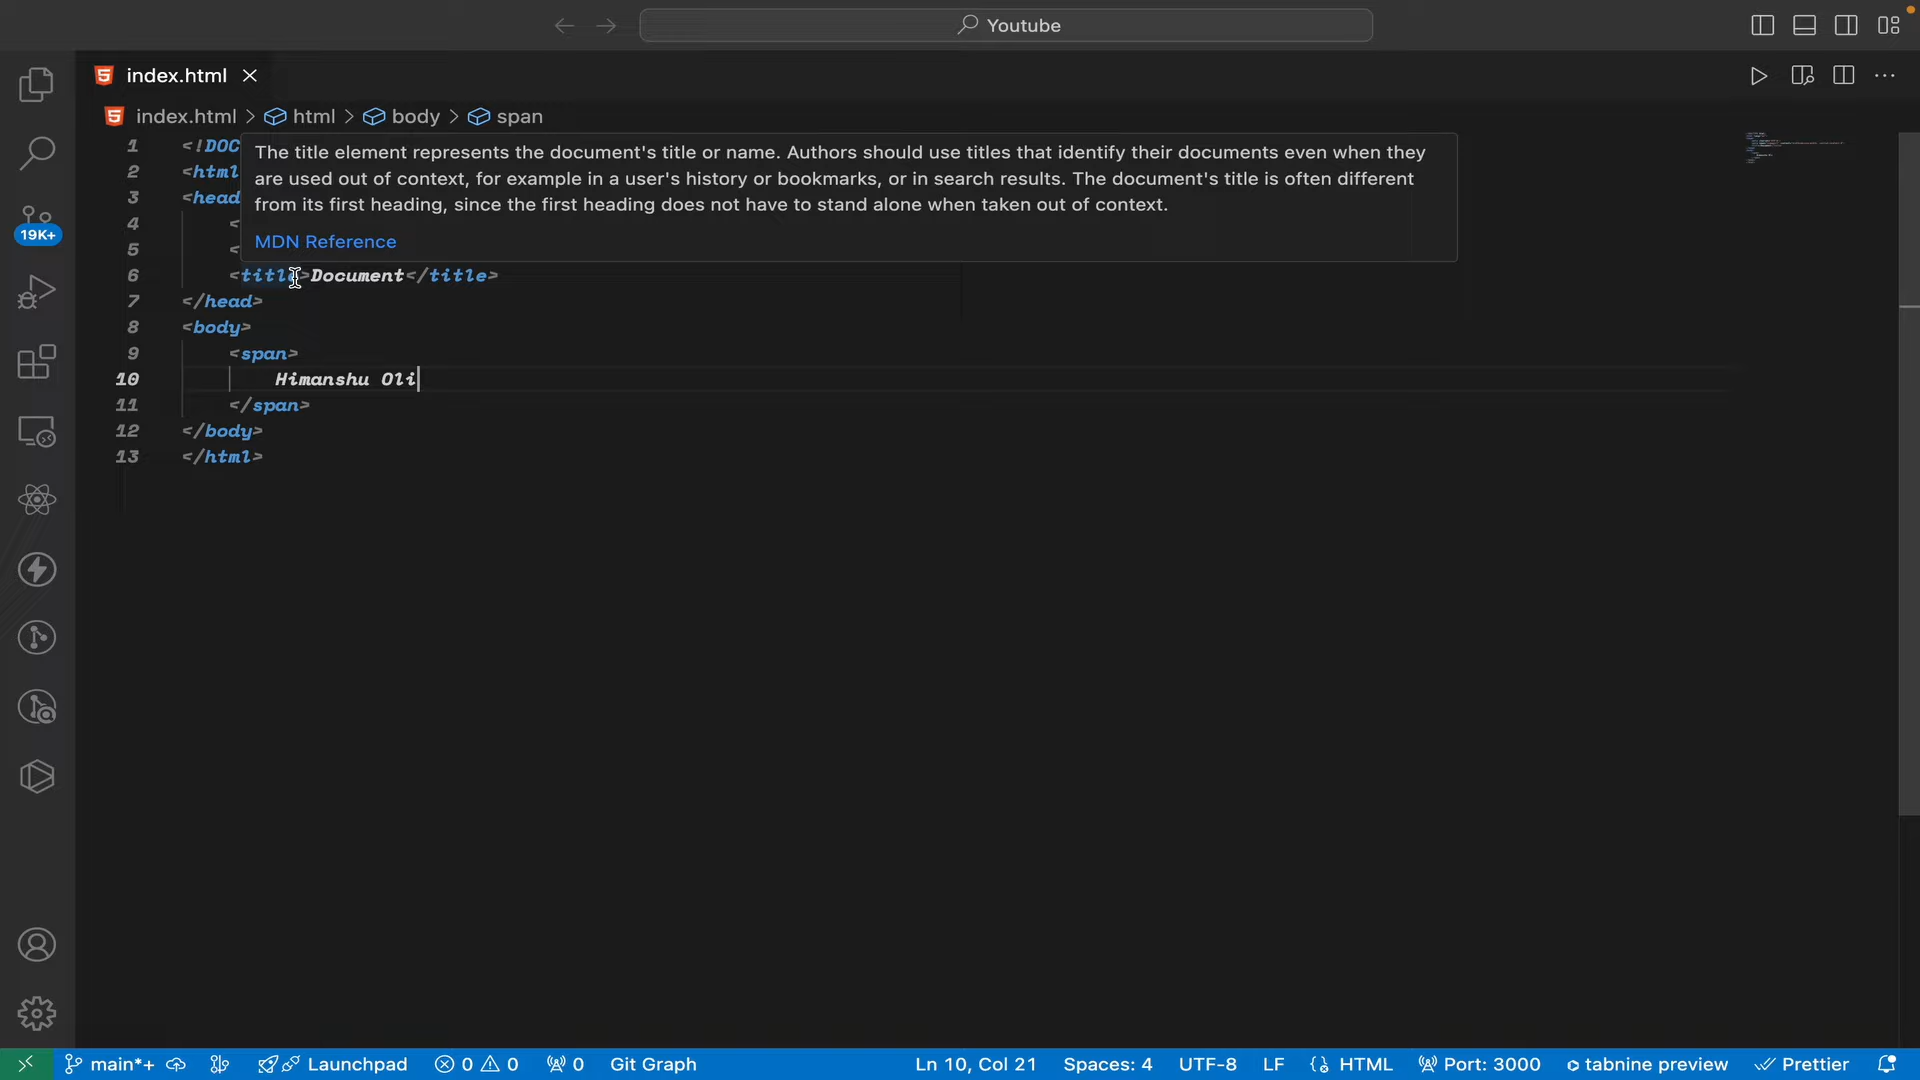 Youtube
index.html
index.html > html > body > span
1 <!DOC
2 <html
3 <head
4 <
5 <
6 <title>Document</title>
7 </head>
8 <body>
9 <span>
10 Himanshu Oli
11 </span>
12 </body>
13 </html>
The title element represents the document's title or name. Authors should use titles that identify their documents even when they
are used out of context, for example in a user's history or bookmarks, or in search results. The document's title is often different
from its first heading, since the first heading does not have to stand alone when taken out of context.
MDN Reference
19K+
main*+ Launchpad 0 0 0 Git Graph Ln 10, Col 21 Spaces: 4 UTF-8 LF {} HTML Port: 3000 tabnine preview Prettier